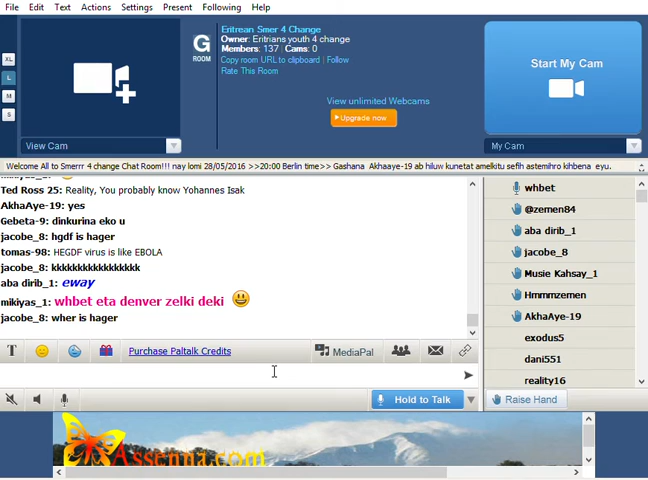 File Edit Text Actions Settings Present Following Help
XL
L
M
S
View Cam
G
ROOM
Eritrean Smer 4 Change
Owner: Eritrians youth 4 change
Members: 137 Cams: 0
Copy room URL to clipboard | Follow
Rate This Room
View unlimited Webcams
Upgrade now
Start My Cam
My Cam
Welcome All to Smerrr 4 change Chat Room!!! nay lomi 28/05/2016 >>20:00 Berlin time>> Gashana Akhaaye-19 ab hiluw kunetat amelkitu sefih astemihro kihbena eyu.
Ted Ross 25: Reality, You probably know Yohannes Isak
AkhaAye-19: yes
Gebeta-9: dinkurina eko u
jacobe_8: hgdf is hager
tomas-98: HEGDF virus is like EBOLA
jacobe_8: kkkkkkkkkkkkkkkkk
aba dirib_1: eway
mikiyas_1: whbet eta denver zelki deki
jacobe_8: wher is hager
whbet
@zemen84
aba dirib_1
jacobe_8
Musie Kahsay_1
Hmmmzemen
AkhaAye-19
exodus5
dani551
reality16
T
Purchase Paltalk Credits
MediaPal
Hold to Talk
Raise Hand
Assenna.com